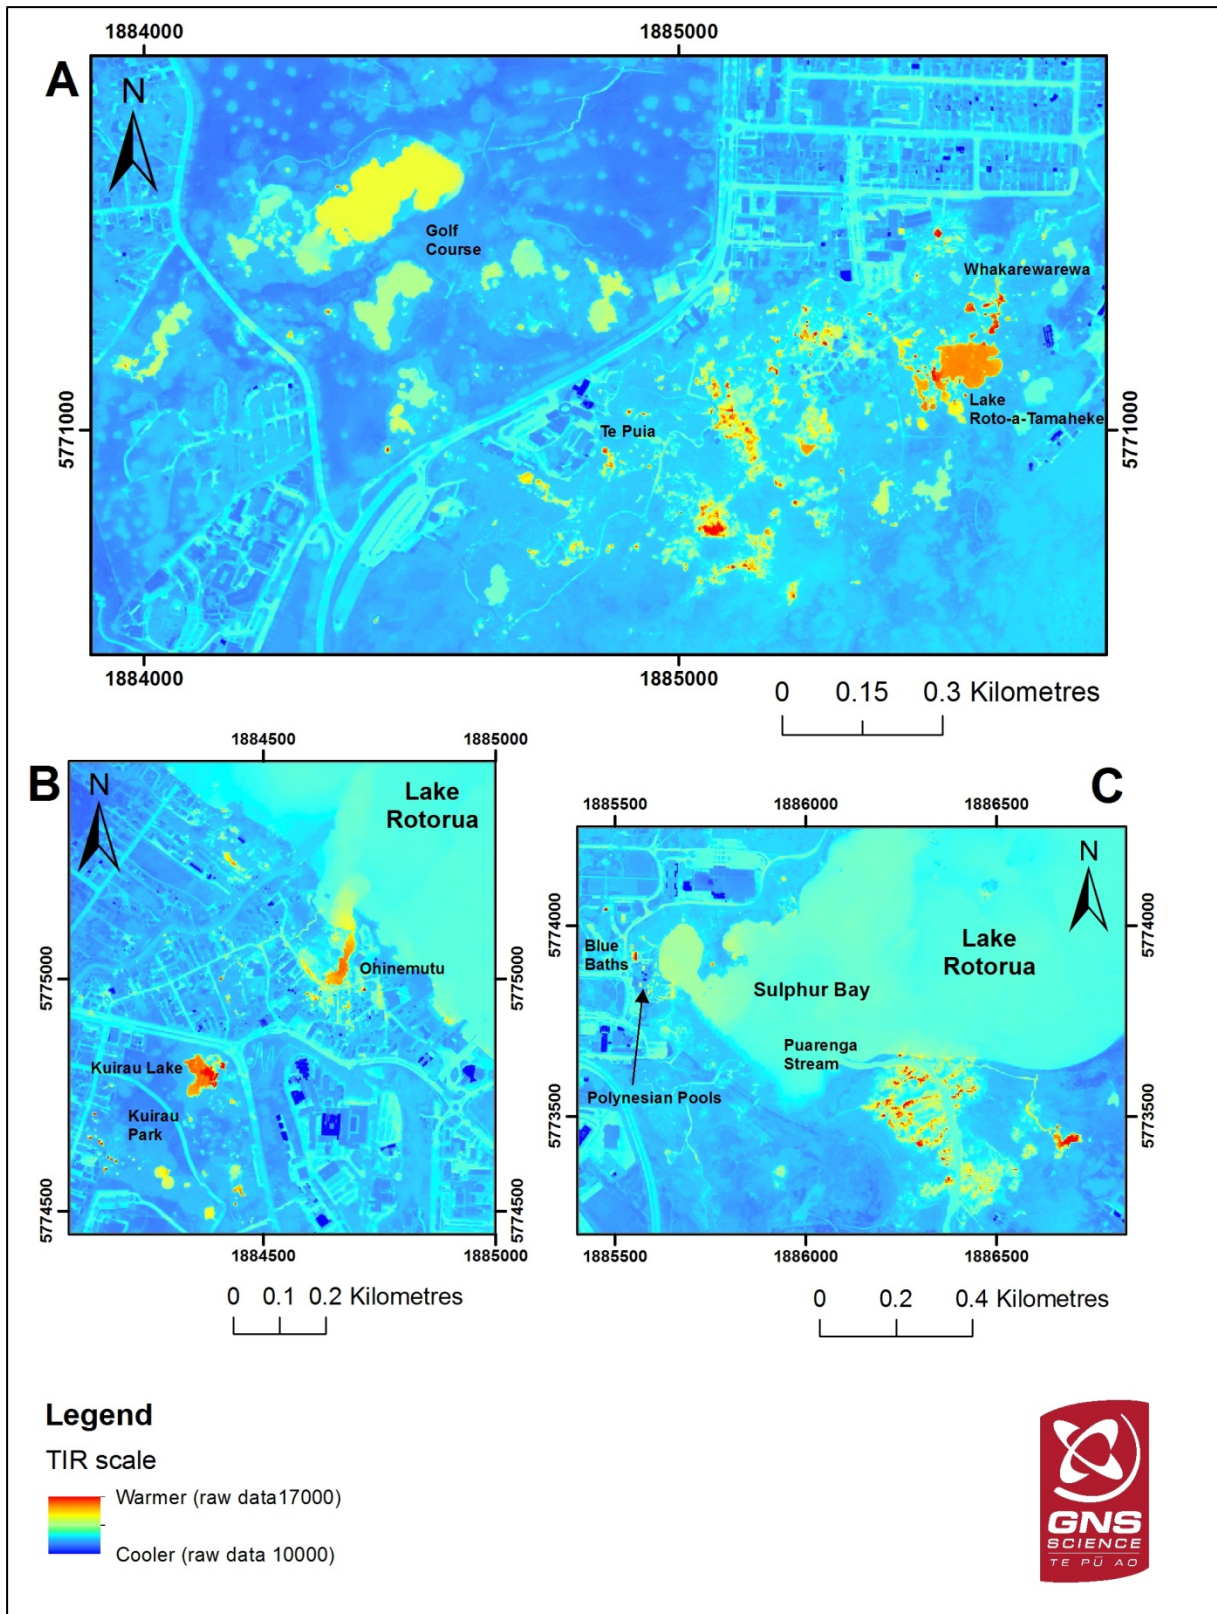 1884000
1885000
A
N
Golf
Course
Whakarewarewa
Lake
Roto-a-Tamaheke
Te Puia
5771000
5771000
1884000
1885000
0 0.15 0.3 Kilometres
1884500
1885000
B
N
Lake
Rotorua
Ohinemutu
Kuirau Lake
Kuirau
Park
5775000
5775000
5774500
5774500
1884500
1885000
0 0.1 0.2 Kilometres
C
1885500
1886000
1886500
N
Lake
Rotorua
Blue
Baths
Sulphur Bay
Puarenga
Stream
Polynesian Pools
5774000
5774000
5773500
5773500
1885500
1886000
1886500
0 0.2 0.4 Kilometres
Legend
TIR scale
Warmer (raw data17000)
Cooler (raw data 10000)
GNS
SCIENCE
TE PŪ AO